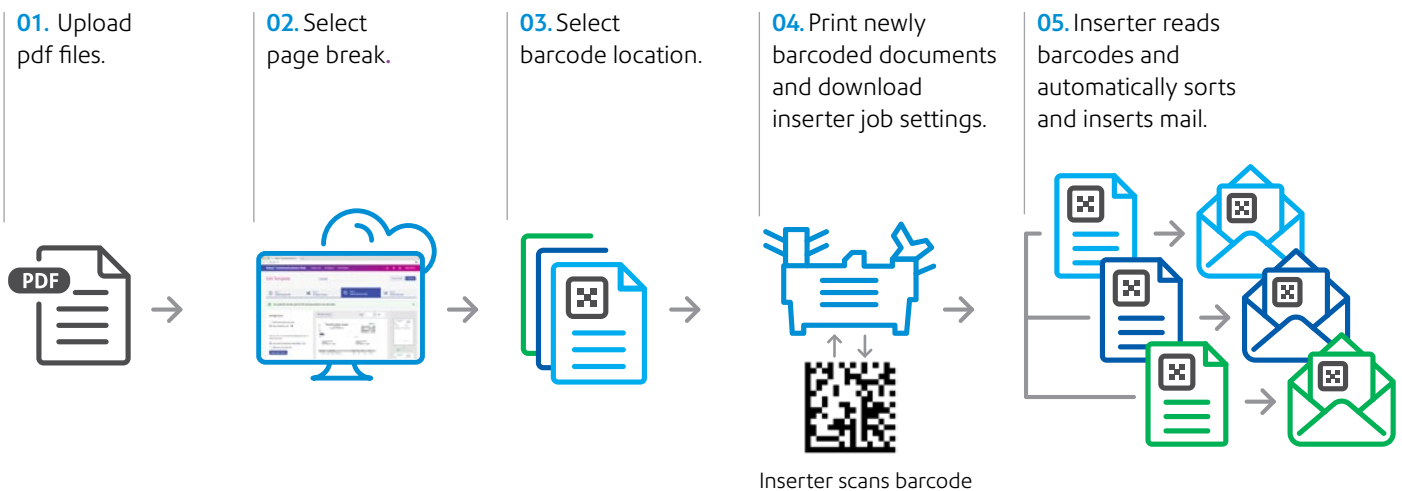 01. Upload
pdf files.
02. Select
page break.
03. Select
barcode location.
04. Print newly
barcoded documents
and download
inserter job settings.
05. Inserter reads
barcodes and
automatically sorts
and inserts mail.
PDF
Inserter scans barcode